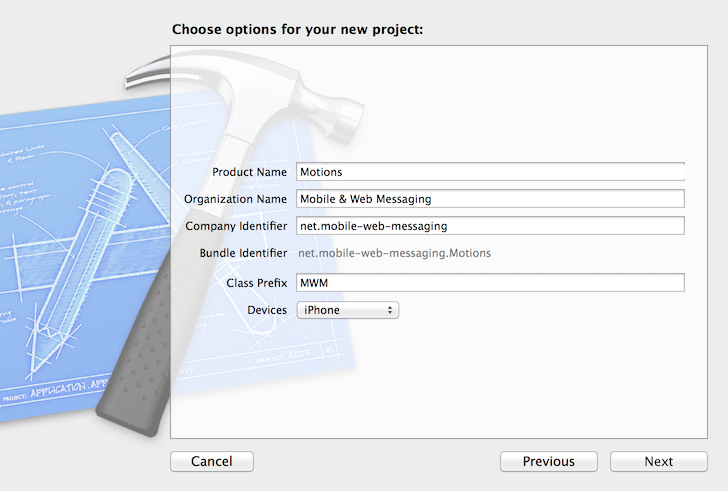 Choose options for your new project:
Product Name Motions
Organization Name Mobile & Web Messaging
Company Identifier net.mobile-web-messaging
Bundle Identifier net.mobile-web-messaging.Motions
Class Prefix MWM
Devices iPhone
PROJECT: APPLICATION.APP
Cancel Previous Next